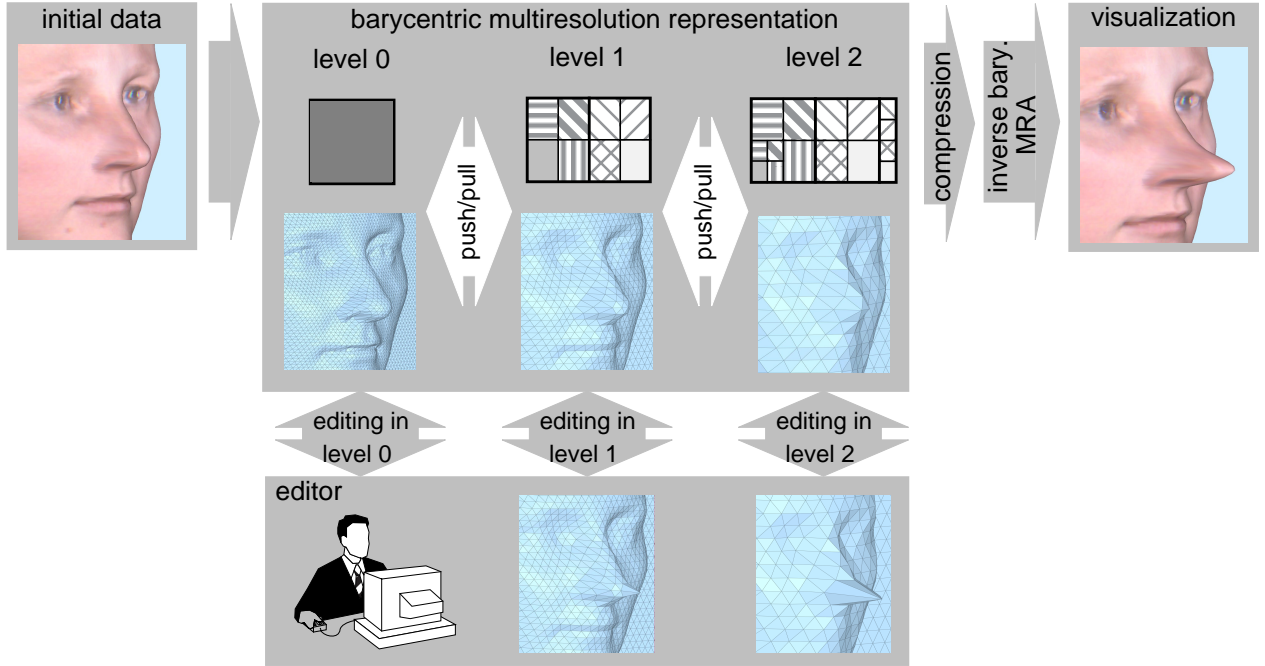 initial data
barycentric multiresolution representation
visualization
level 0
level 1
level 2
push/pull
push/pull
compression
inverse bary.
MRA
editing in
level 0
editing in
level 1
editing in
level 2
editor